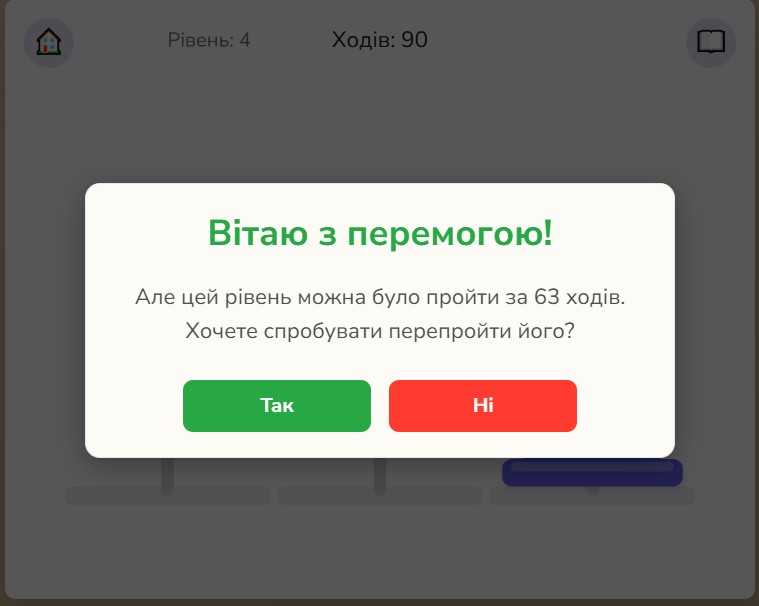 Рівень: 4
Ходів: 90
Вітаю з перемогою!
Але цей рівень можна було пройти за 63 ходів.
Хочете спробувати перепройти його?
Так
Ні